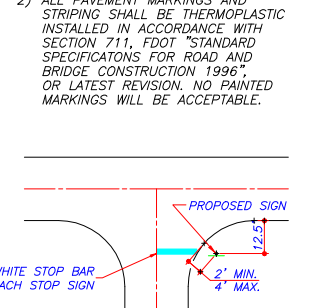 2) ALL PAVEMENT MARKINGS AND
STRIPING SHALL BE THERMOPLASTIC
INSTALLED IN ACCORDANCE WITH
SECTION 711, FDOT "STANDARD
SPECIFICATONS FOR ROAD AND
BRIDGE CONSTRUCTION 1996",
OR LATEST REVISION. NO PAINTED
MARKINGS WILL BE ACCEPTABLE.
PROPOSED SIGN
12.5'
WHITE STOP BAR
EACH STOP SIGN
2' MIN.
4' MAX.